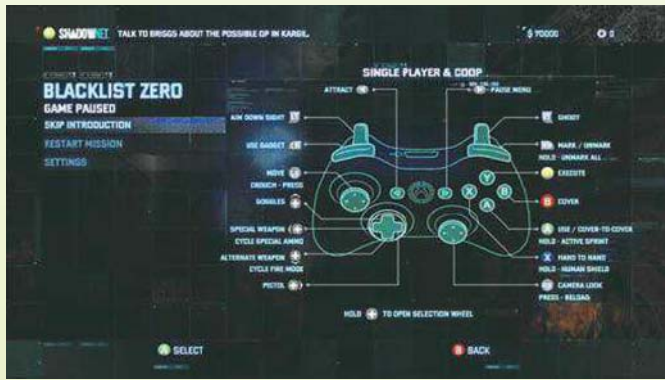 SHADOWNET TALK TO BRIGGS ABOUT THE POSSIBLE OP IN KARGIL.
$ 70000
0
BLACKLIST ZERO
GAME PAUSED
SKIP INTRODUCTION
RESTART MISSION
SETTINGS
SINGLE PLAYER & COOP
ATTRACT
PAUSE MENU
AIM DOWN SIGHT
SHOOT
USE GADGET
MARK / UNMARK
HOLD - UNMARK ALL
MOVE
CROUCH - PRESS
Y EXECUTE
X B
A
GOGGLES
B COVER
SPECIAL WEAPON
CYCLE SPECIAL AMMO
A USE / COVER-TO-COVER
HOLD - ACTIVE SPRINT
ALTERNATE WEAPON
CYCLE FIRE MODE
X HAND TO HAND
HOLD - HUMAN SHIELD
PISTOL
CAMERA LOOK
PRESS - RELOAD
HOLD TO OPEN SELECTION WHEEL
A SELECT
B BACK